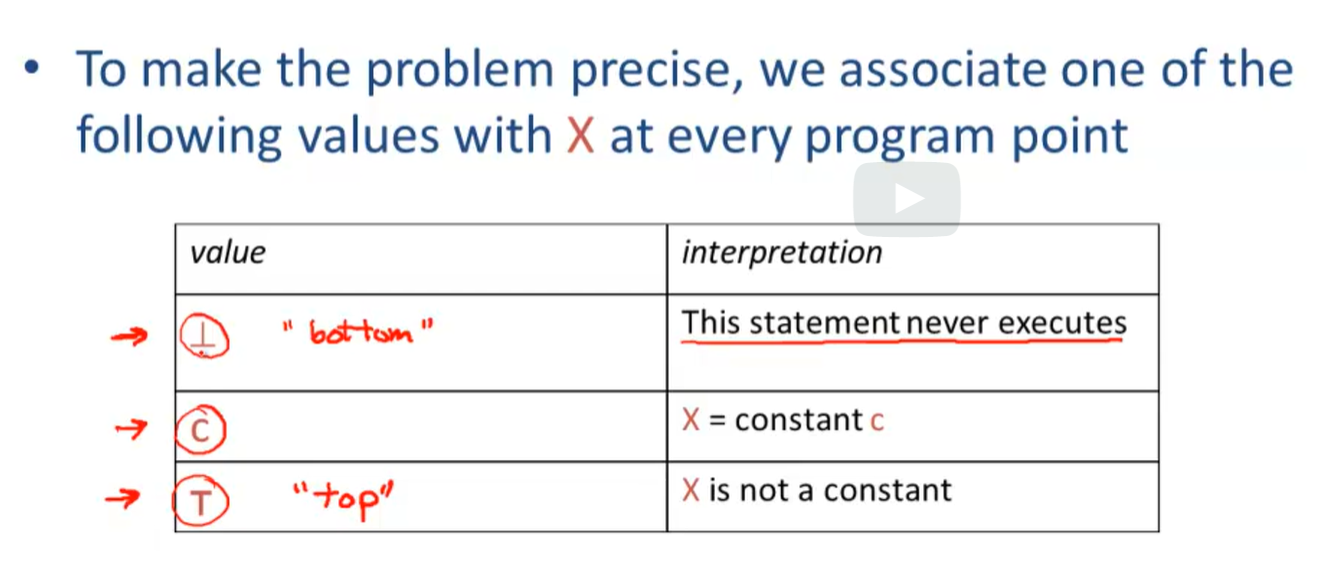 • To make the problem precise, we associate one of the
following values with X at every program point
value interpretation
⊥ "bottom" This statement never executes
C X = constant c
T "top" X is not a constant